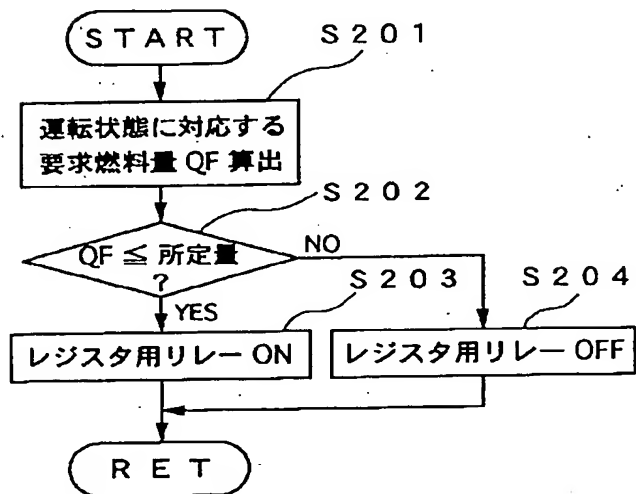 START
S201
運転状態に対応する
要求燃料量 QF 算出
S202
QF ≦ 所定量
?
NO
YES
S203
S204
レジスタ用リレー ON
レジスタ用リレー OFF
RET